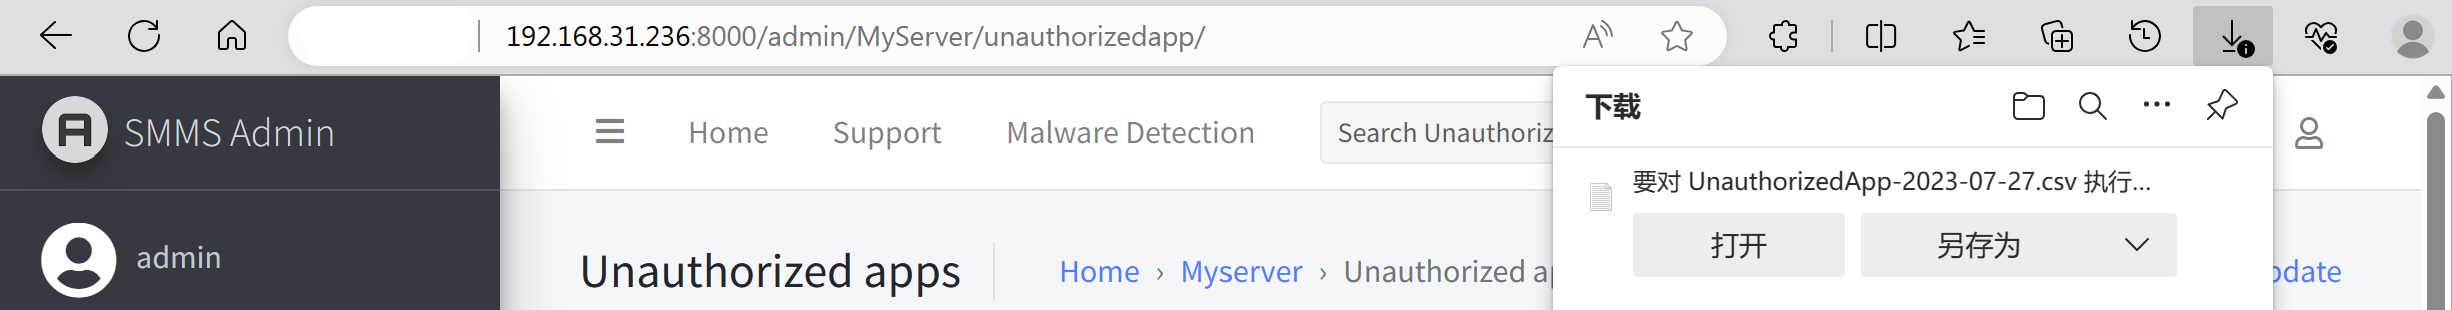 192.168.31.236:8000/admin/MyServer/unauthorizedapp/
下载
SMMS Admin
Home
Support
Malware Detection
Search Unauthoriz
要对 UnauthorizedApp-2023-07-27.csv 执行...
打开
另存为
admin
Unauthorized apps
Home › Myserver › Unauthorized a
pdate